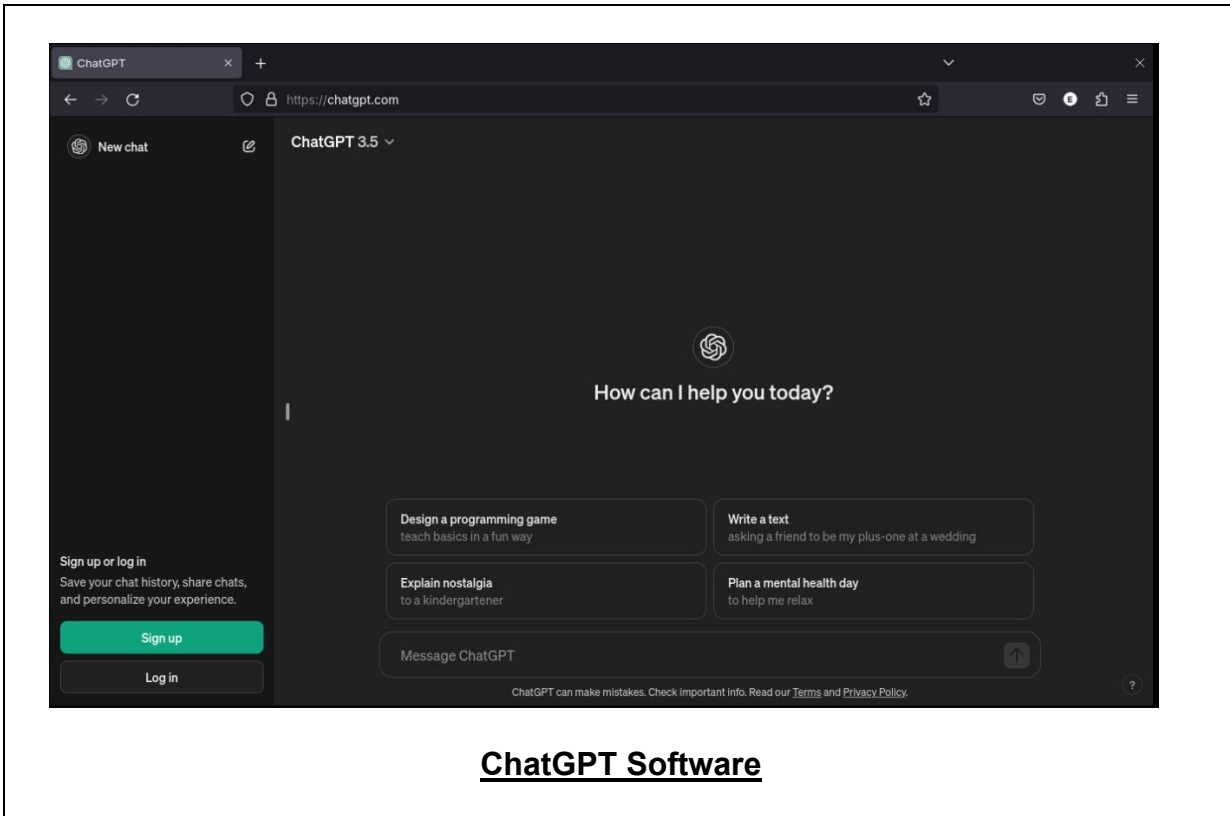 ChatGPT
https://chatgpt.com
E
New chat
ChatGPT 3.5
How can I help you today?
Design a programming game
teach basics in a fun way
Write a text
asking a friend to be my plus-one at a wedding
Explain nostalgia
to a kindergartener
Plan a mental health day
to help me relax
Sign up or log in
Save your chat history, share chats,
and personalize your experience.
Sign up
Log in
Message ChatGPT
ChatGPT can make mistakes. Check important info. Read our Terms and Privacy Policy.
?
ChatGPT Software